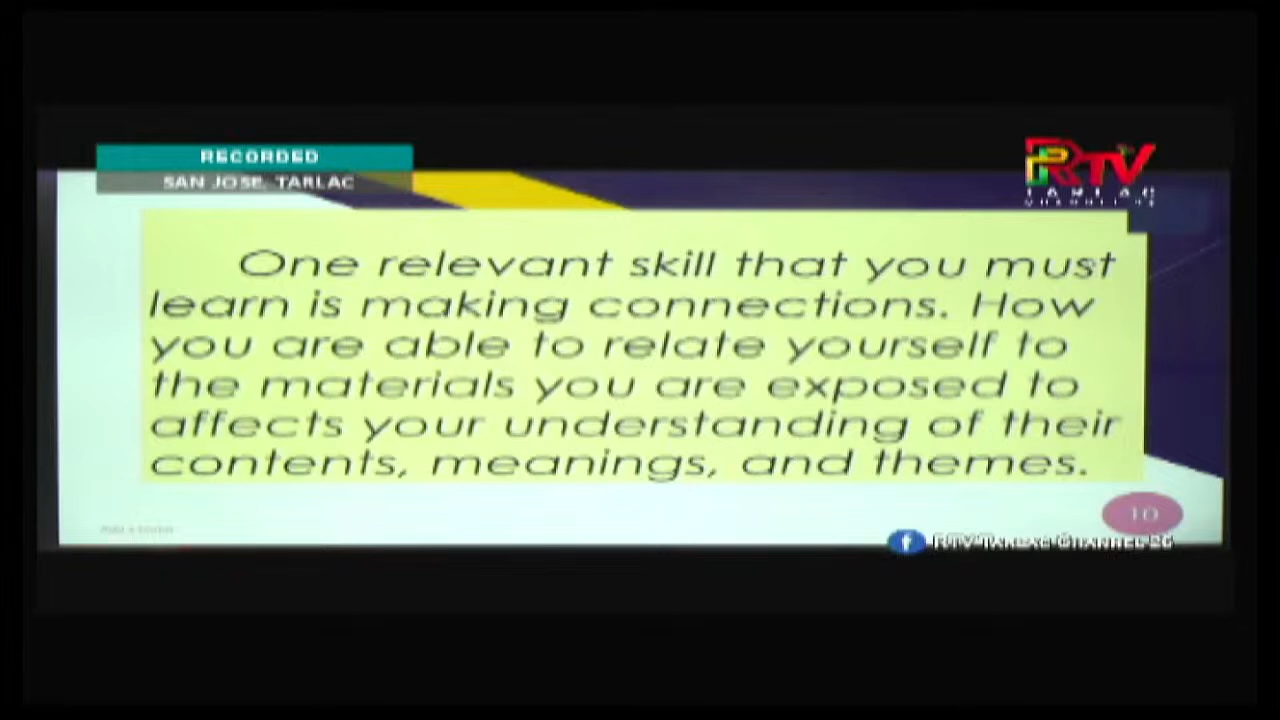 RECORDED
SAN JOSE, TARLAC
RTV
TARLAC
One relevant skill that you must
learn is making connections. How
you are able to relate yourself to
the materials you are exposed to
affects your understanding of their
contents, meanings, and themes.
10
RTV TARLAC CHANNEL 26